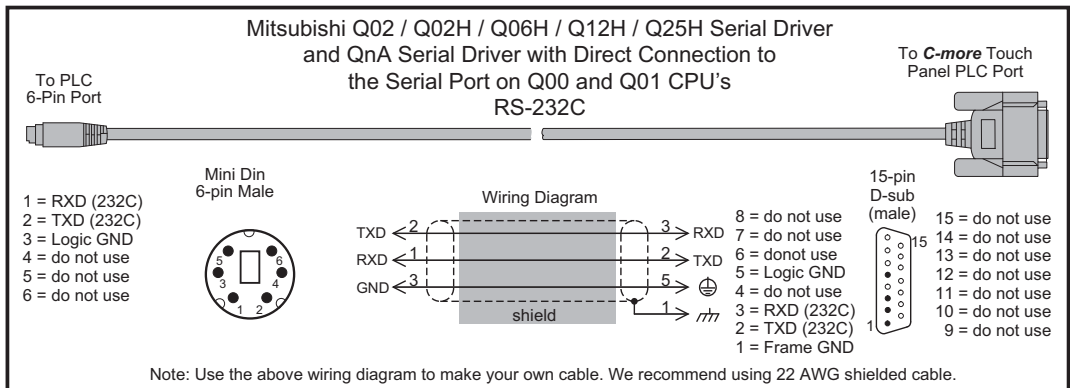 Mitsubishi Q02 / Q02H / Q06H / Q12H / Q25H Serial Driver
and QnA Serial Driver with Direct Connection to
the Serial Port on Q00 and Q01 CPU's
RS-232C
To PLC
6-Pin Port
To C-more Touch
Panel PLC Port
1 = RXD (232C)
2 = TXD (232C)
3 = Logic GND
4 = do not use
5 = do not use
6 = do not use
Mini Din
6-pin Male
5 6
3 4
1 2
Wiring Diagram
TXD 2 3 RXD
RXD 1 2 TXD
GND 3 5
1
shield
8 = do not use
7 = do not use
6 = donot use
5 = Logic GND
4 = do not use
3 = RXD (232C)
2 = TXD (232C)
1 = Frame GND
15-pin
D-sub
(male)
15
1
15 = do not use
14 = do not use
13 = do not use
12 = do not use
11 = do not use
10 = do not use
9 = do not use
Note: Use the above wiring diagram to make your own cable. We recommend using 22 AWG shielded cable.